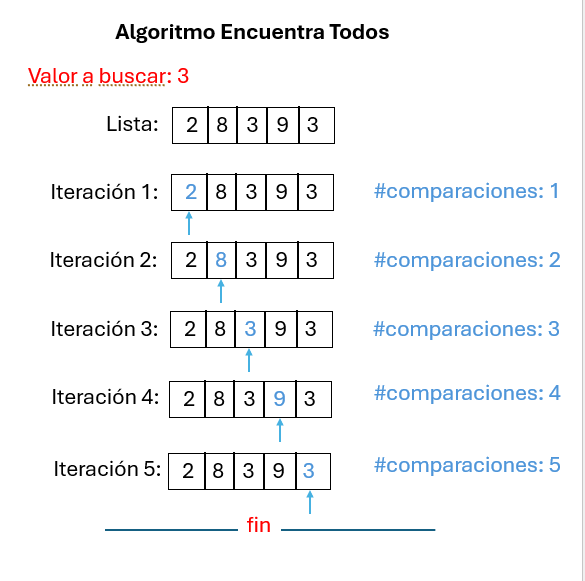 Algoritmo Encuentra Todos
Valor a buscar: 3
Lista: 2 8 3 9 3
Iteración 1: 2 8 3 9 3 #comparaciones: 1
Iteración 2: 2 8 3 9 3 #comparaciones: 2
Iteración 3: 2 8 3 9 3 #comparaciones: 3
Iteración 4: 2 8 3 9 3 #comparaciones: 4
Iteración 5: 2 8 3 9 3 #comparaciones: 5
fin